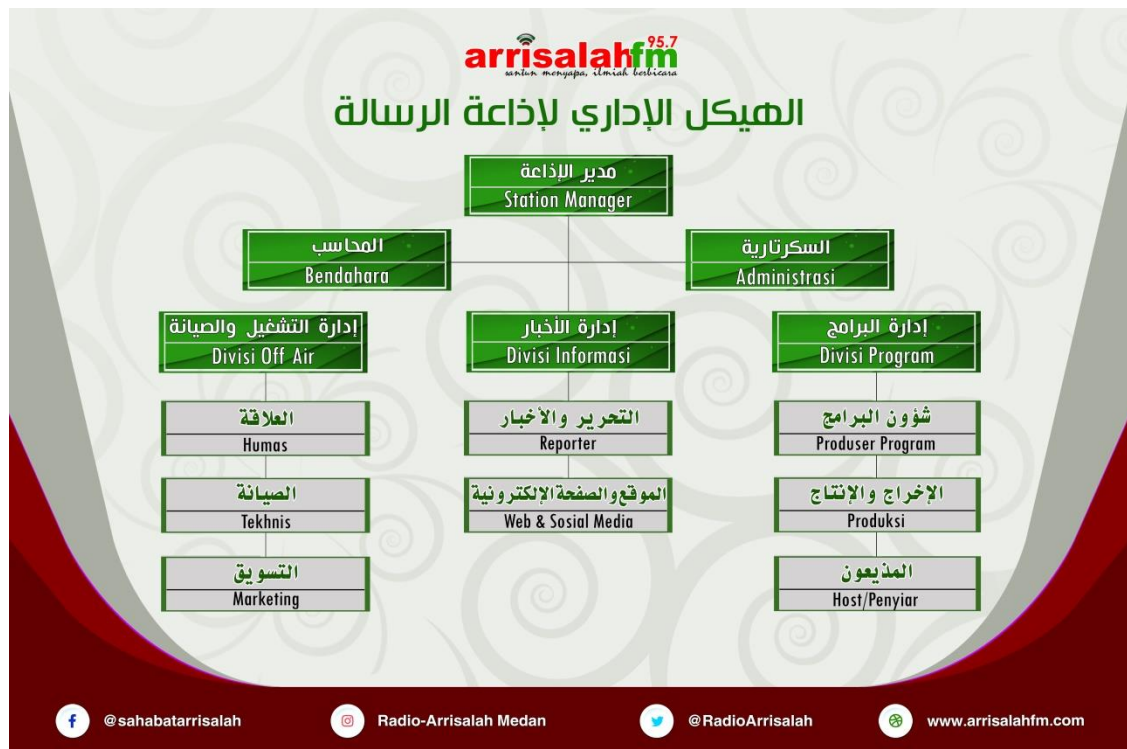 arrisalahfm 95.7
santun menyapa, ilmiah berbicara
الهيكل الإداري لإذاعة الرسالة
مدير الإذاعة
Station Manager
المحاسب
Bendahara
السكرتارية
Administrasi
إدارة التشغيل والصيانة
Divisi Off Air
إدارة الأخبار
Divisi Informasi
إدارة البرامج
Divisi Program
العلاقة
Humas
التحرير والأخبار
Reporter
شؤون البرامج
Produser Program
الصيانة
Tekhnis
الموقع والصفحة الإلكترونية
Web & Sosial Media
الإخراج والإنتاج
Produksi
التسويق
Marketing
المذيعون
Host/Penyiar
@sahabatarrisalah
Radio-Arrisalah Medan
@RadioArrisalah
www.arrisalahfm.com